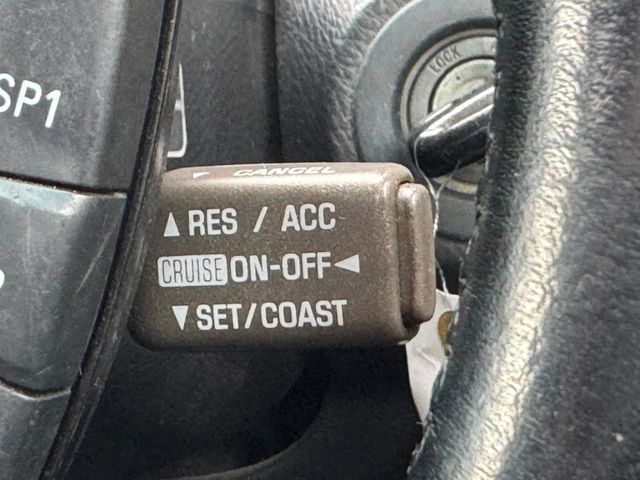 SP1
LOCK
CANCEL
▲ RES / ACC
CRUISE ON-OFF ◀
▼ SET/COAST